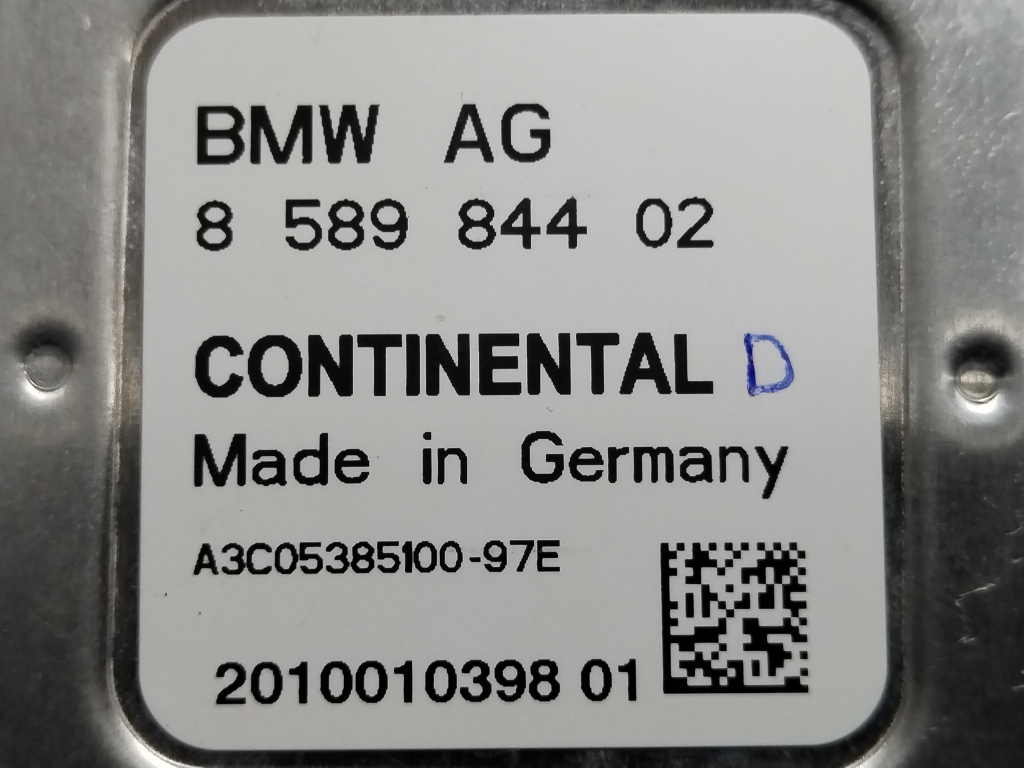 BMW AG
8 589 844 02
CONTINENTAL D
Made in Germany
A3C05385100-97E
2010010398 01